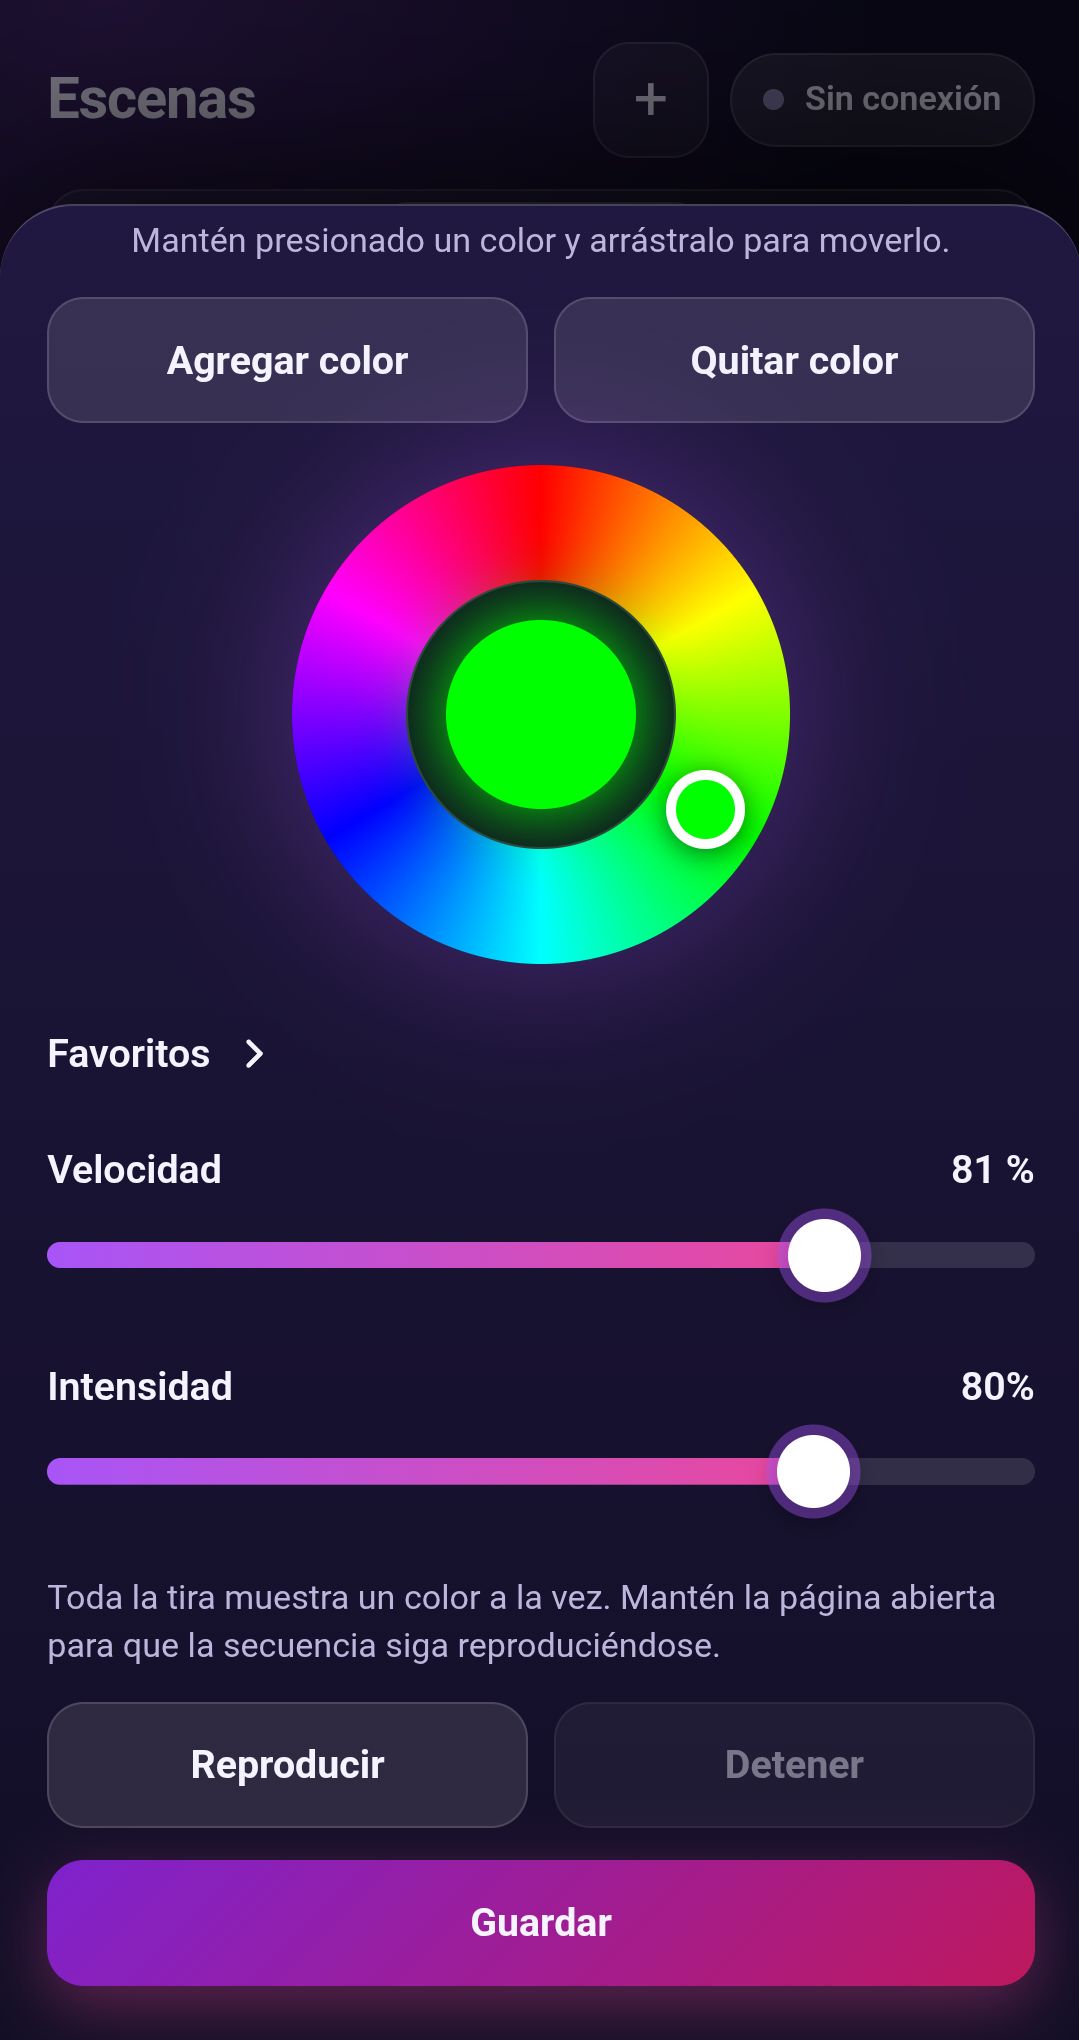 Escenas
+
Sin conexión
Mantén presionado un color y arrástralo para moverlo.
Agregar color
Quitar color
Favoritos
Velocidad
81 %
Intensidad
80%
Toda la tira muestra un color a la vez. Mantén la página abierta
para que la secuencia siga reproduciéndose.
Reproducir
Detener
Guardar